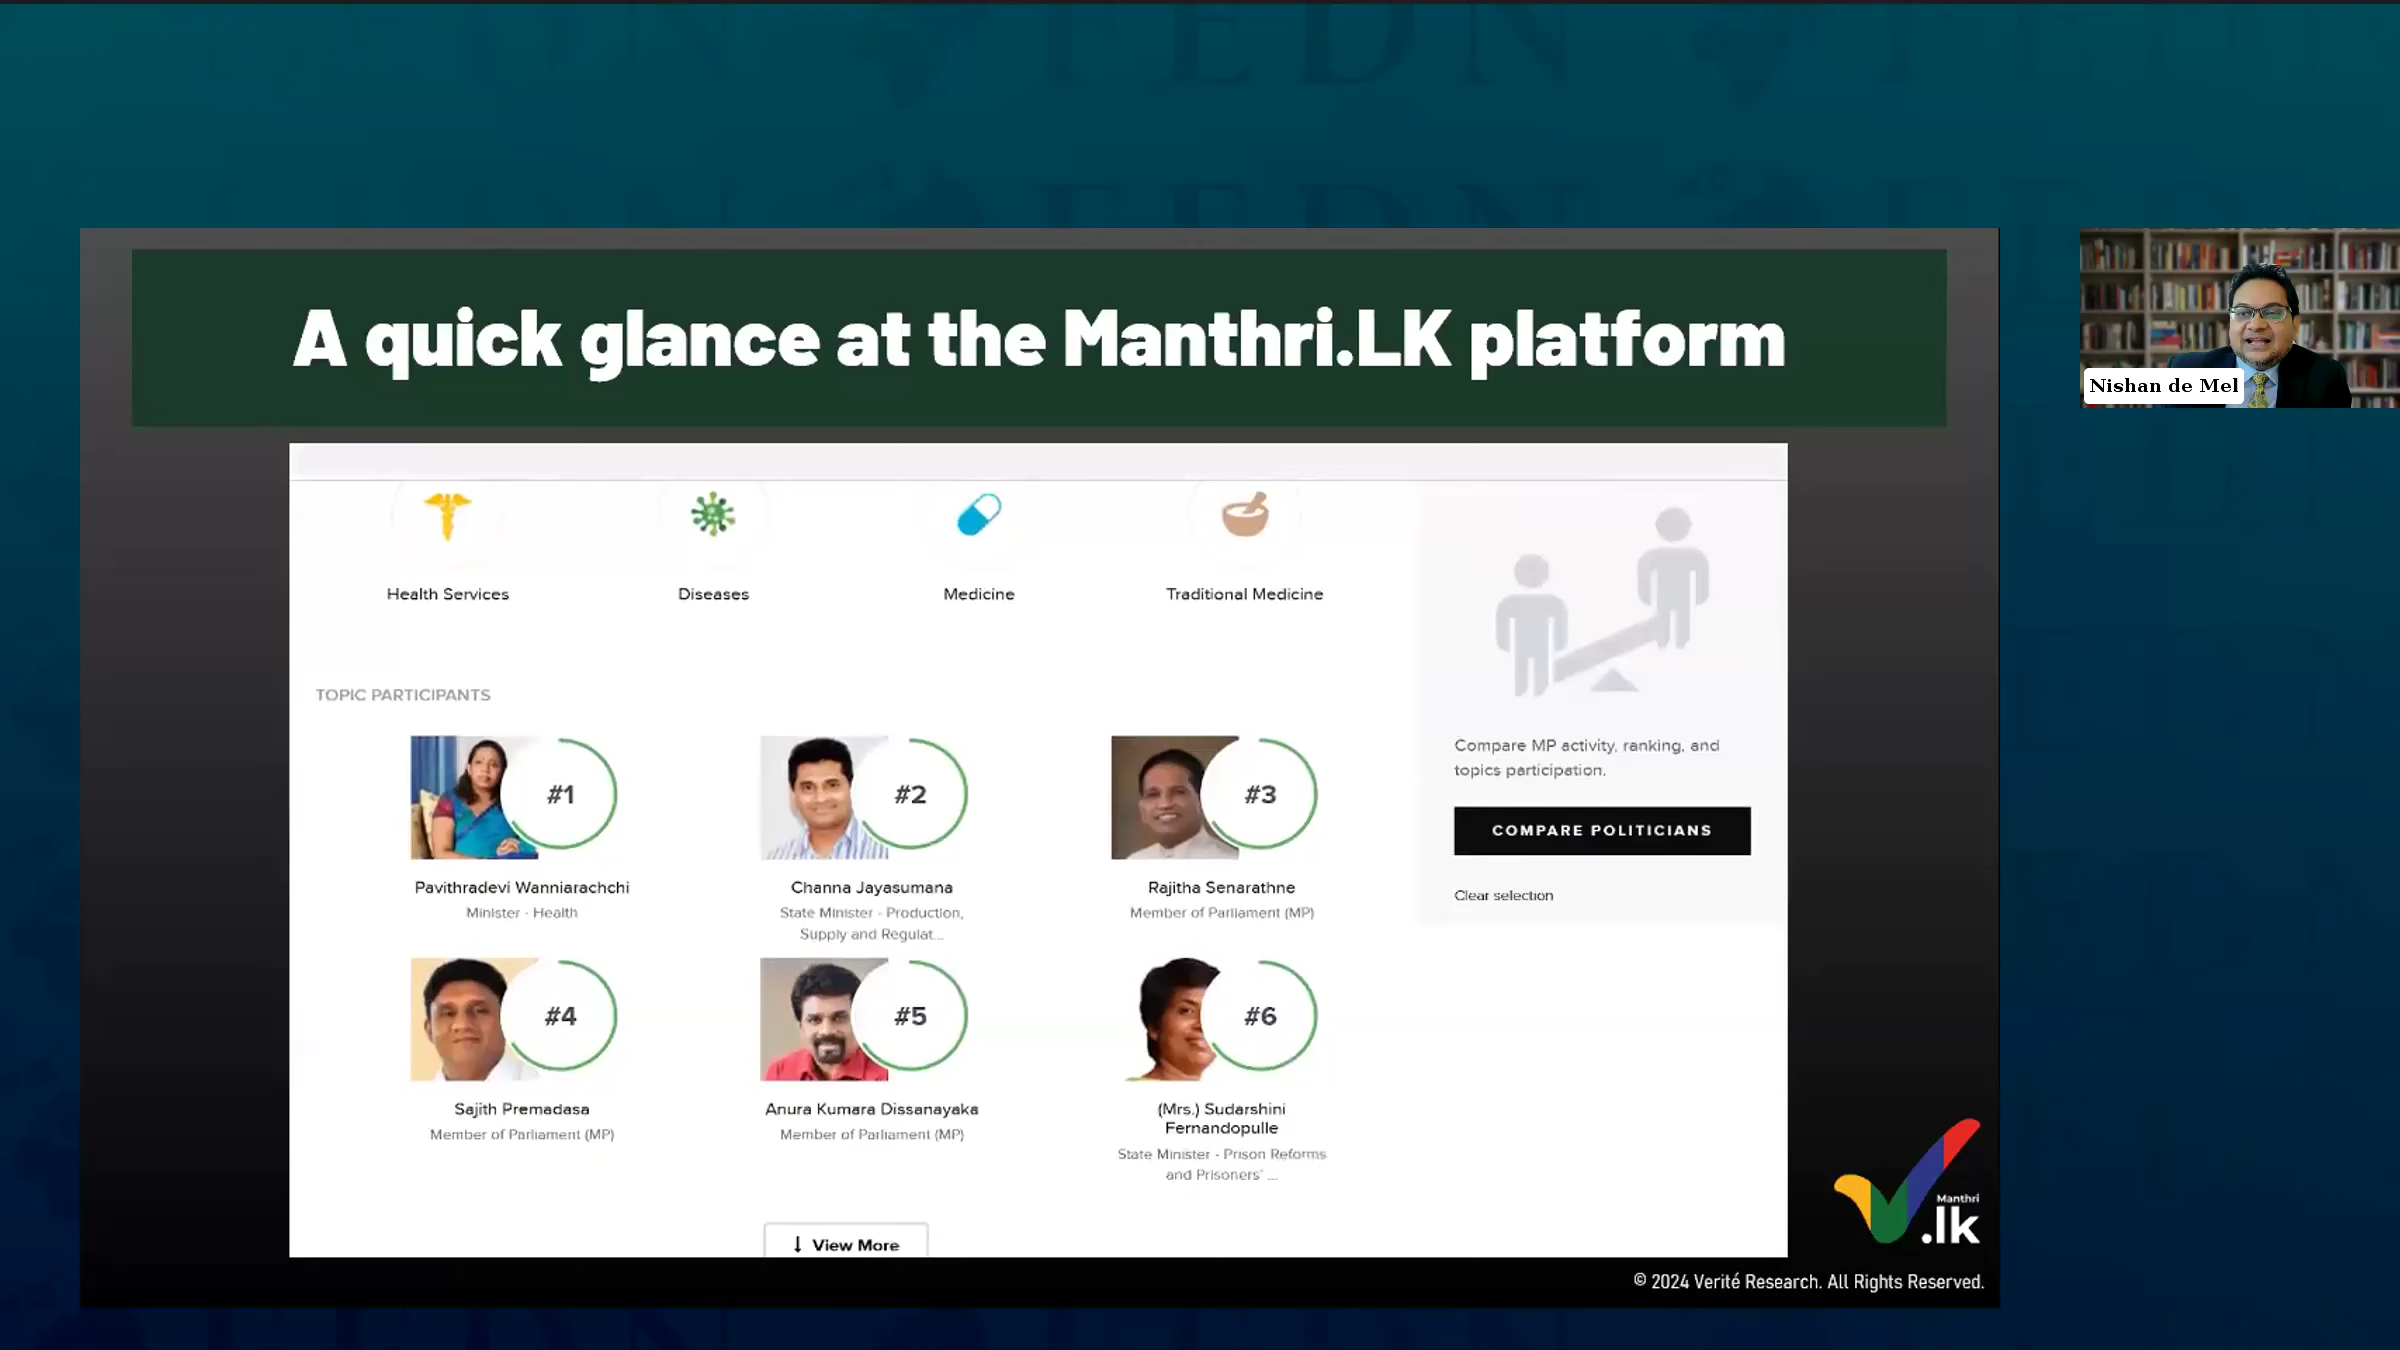 A quick glance at the Manthri.LK platform
Nishan de Mel
Health Services
Diseases
Medicine
Traditional Medicine
TOPIC PARTICIPANTS
#1
Pavithradevi Wanniarachchi
Minister - Health
#2
Channa Jayasumana
State Minister - Production,
Supply and Regulat...
#3
Rajitha Senarathne
Member of Parliament (MP)
#4
Sajith Premadasa
Member of Parliament (MP)
#5
Anura Kumara Dissanayaka
Member of Parliament (MP)
#6
(Mrs.) Sudarshini
Fernandopulle
State Minister - Prison Reforms
and Prisoners' ...
View More
Compare MP activity, ranking, and
topics participation.
COMPARE POLITICIANS
Clear selection
Manthri
.lk
© 2024 Verité Research. All Rights Reserved.
FEDN
FEDN